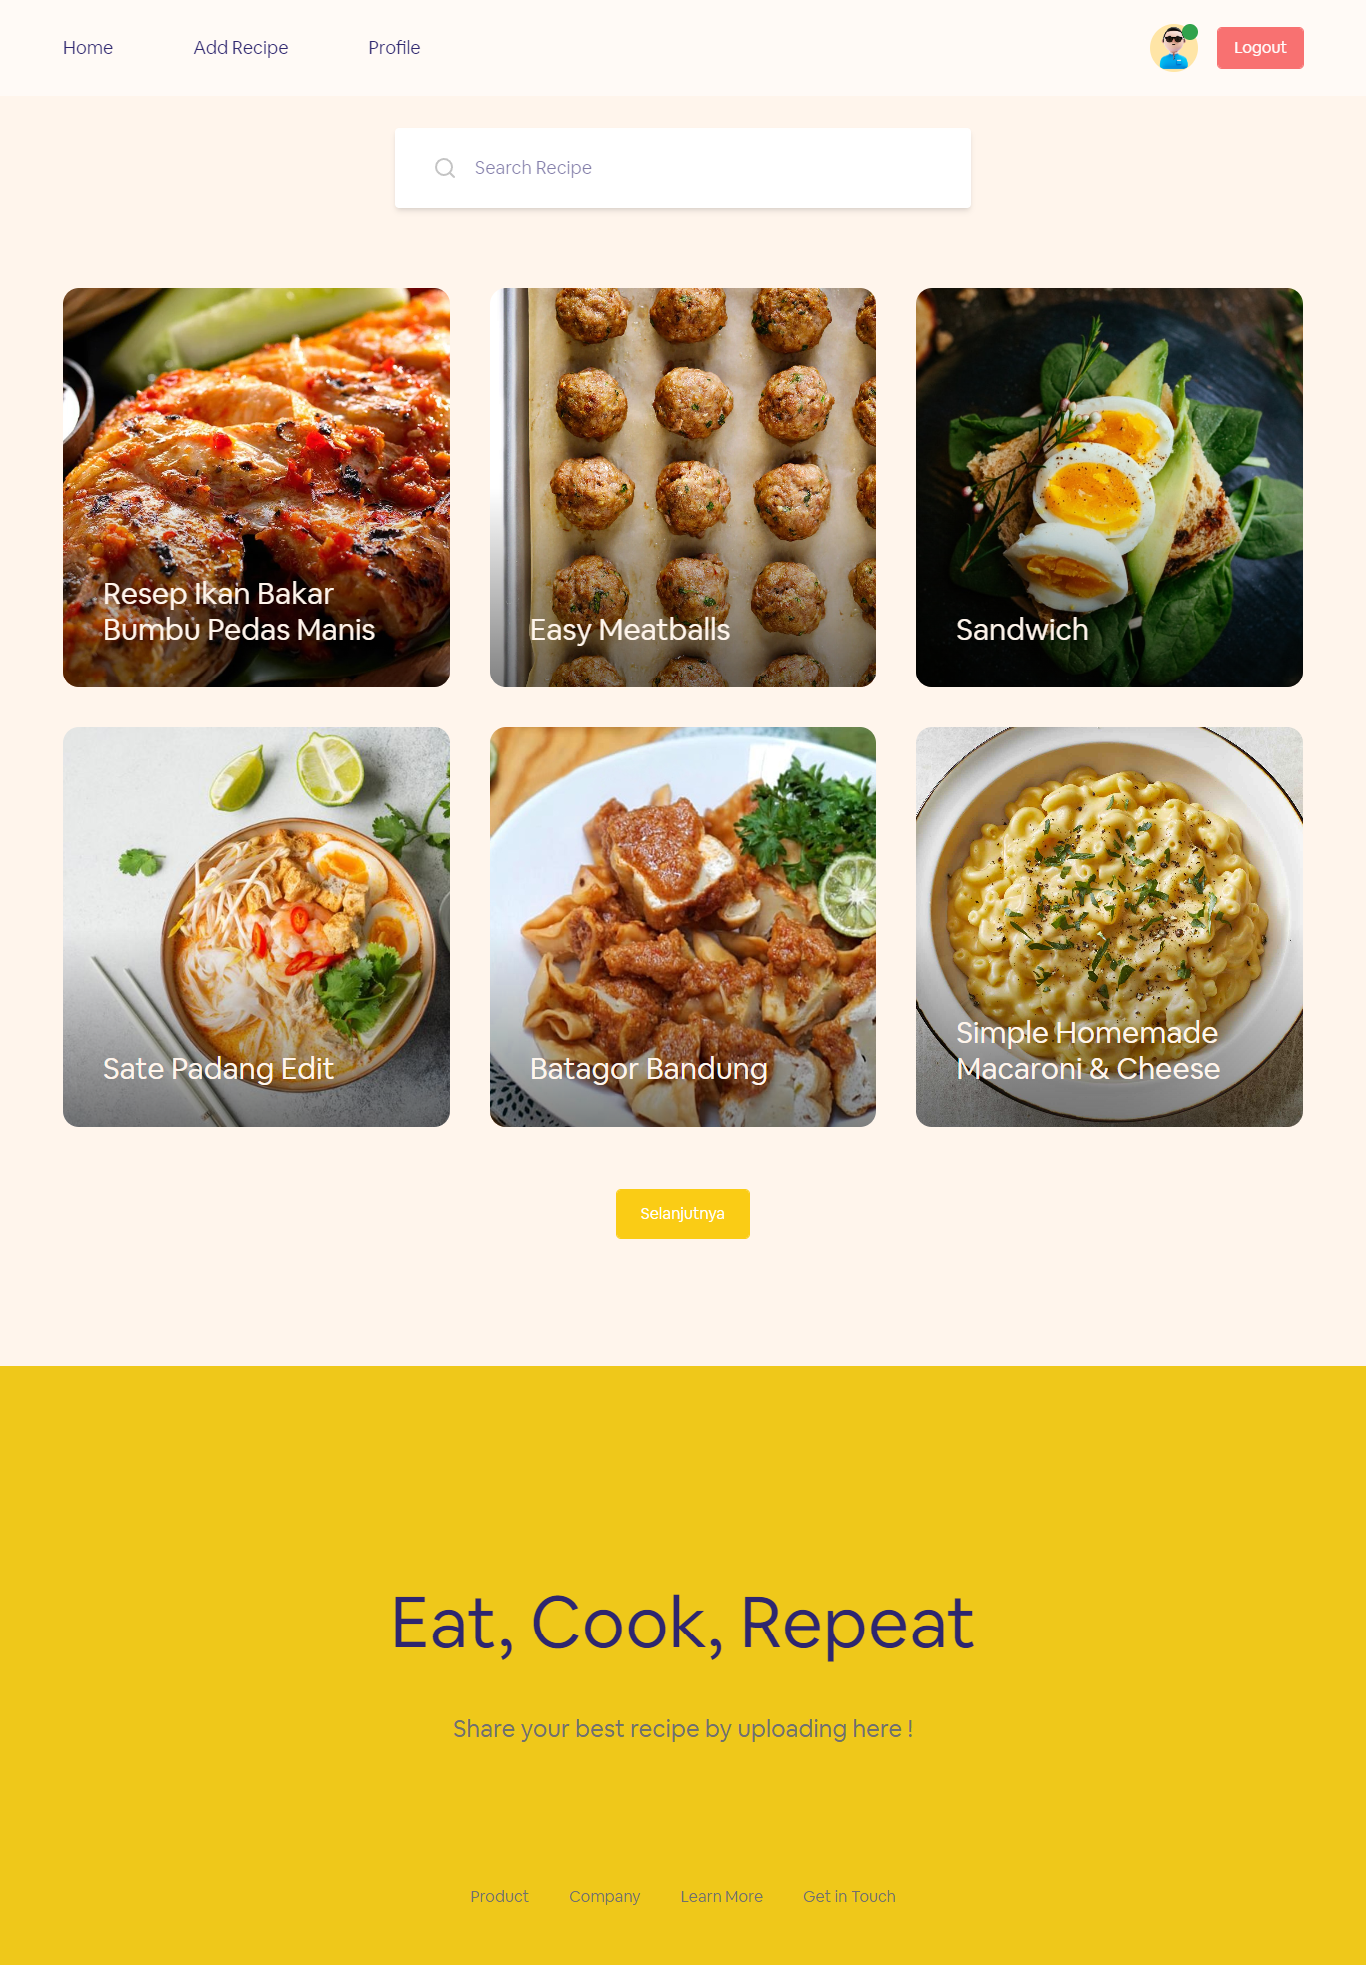 Home
Add Recipe
Profile
Logout
Search Recipe
Resep Ikan Bakar
Bumbu Pedas Manis
Easy Meatballs
Sandwich
Sate Padang Edit
Batagor Bandung
Simple Homemade
Macaroni & Cheese
Selanjutnya
Eat, Cook, Repeat
Share your best recipe by uploading here !
Product
Company
Learn More
Get in Touch